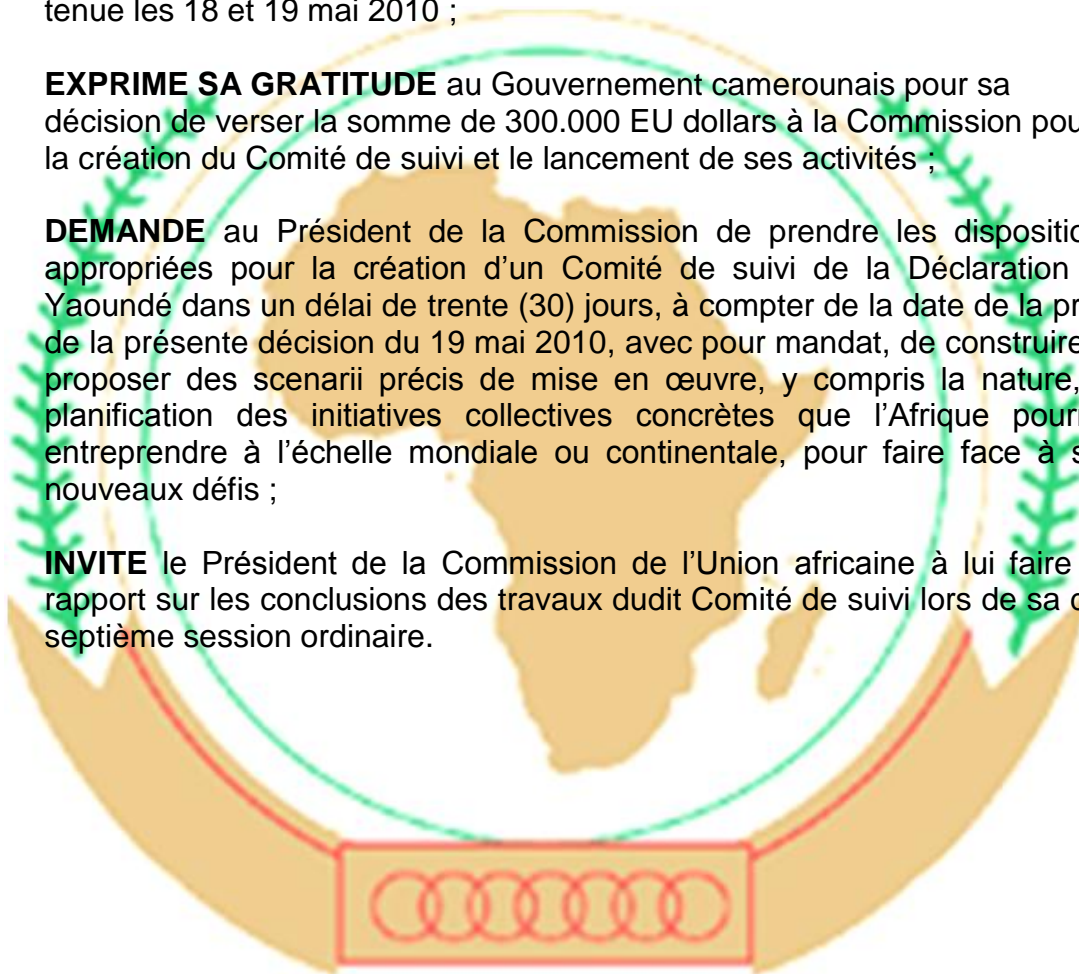 tenue les 18 et 19 mai 2010 ;
EXPRIME SA GRATITUDE au Gouvernement camerounais pour sa
décision de verser la somme de 300.000 EU dollars à la Commission pou
la création du Comité de suivi et le lancement de ses activités ;
DEMANDE au Président de la Commission de prendre les dispositio
appropriées pour la création d’un Comité de suivi de la Déclaration
Yaoundé dans un délai de trente (30) jours, à compter de la date de la pr
de la présente décision du 19 mai 2010, avec pour mandat, de construire
proposer des scenarii précis de mise en œuvre, y compris la nature,
planification des initiatives collectives concrètes que l’Afrique pourr
entreprendre à l’échelle mondiale ou continentale, pour faire face à s
nouveaux défis ;
INVITE le Président de la Commission de l’Union africaine à lui faire
rapport sur les conclusions des travaux dudit Comité de suivi lors de sa d
septième session ordinaire.